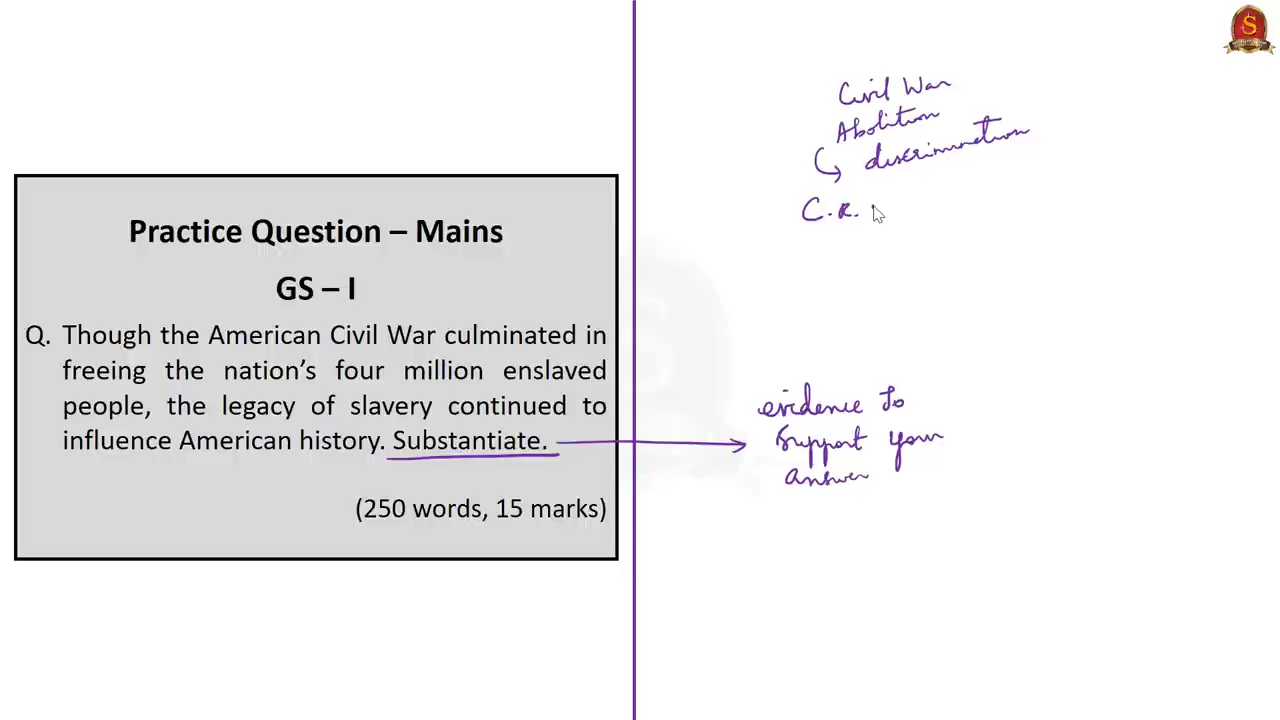 Practice Question – Mains
GS – I
Q. Though the American Civil War culminated in
freeing the nation’s four million enslaved
people, the legacy of slavery continued to
influence American history. Substantiate.
(250 words, 15 marks)
Civil War
Abolition
discrimination
C.R.
evidence to
support your
answer
S